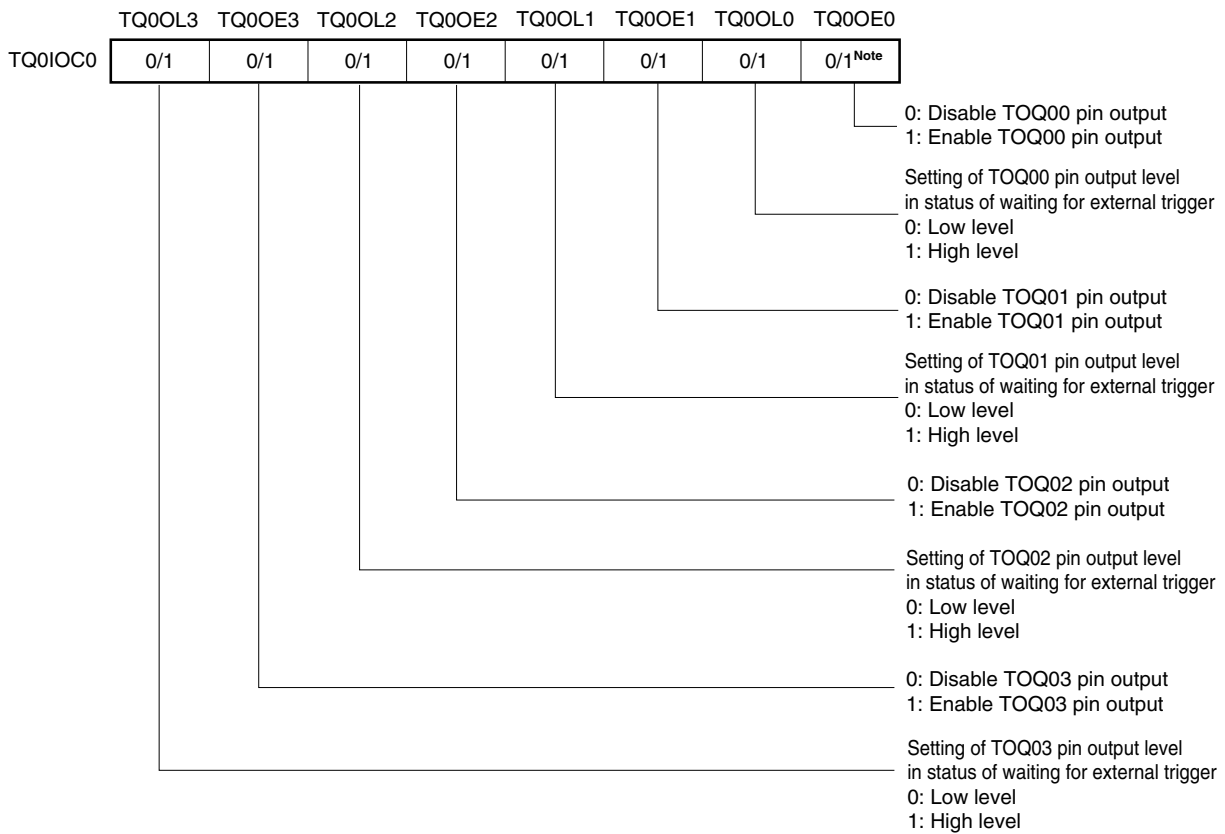 TQ0OL3 TQ0OE3 TQ0OL2 TQ0OE2 TQ0OL1 TQ0OE1 TQ0OL0 TQ0OE0
TQ0IOC0 0/1 0/1 0/1 0/1 0/1 0/1 0/1 0/1Note
0: Disable TOQ00 pin output
1: Enable TOQ00 pin output
Setting of TOQ00 pin output level
in status of waiting for external trigger
0: Low level
1: High level
0: Disable TOQ01 pin output
1: Enable TOQ01 pin output
Setting of TOQ01 pin output level
in status of waiting for external trigger
0: Low level
1: High level
0: Disable TOQ02 pin output
1: Enable TOQ02 pin output
Setting of TOQ02 pin output level
in status of waiting for external trigger
0: Low level
1: High level
0: Disable TOQ03 pin output
1: Enable TOQ03 pin output
Setting of TOQ03 pin output level
in status of waiting for external trigger
0: Low level
1: High level